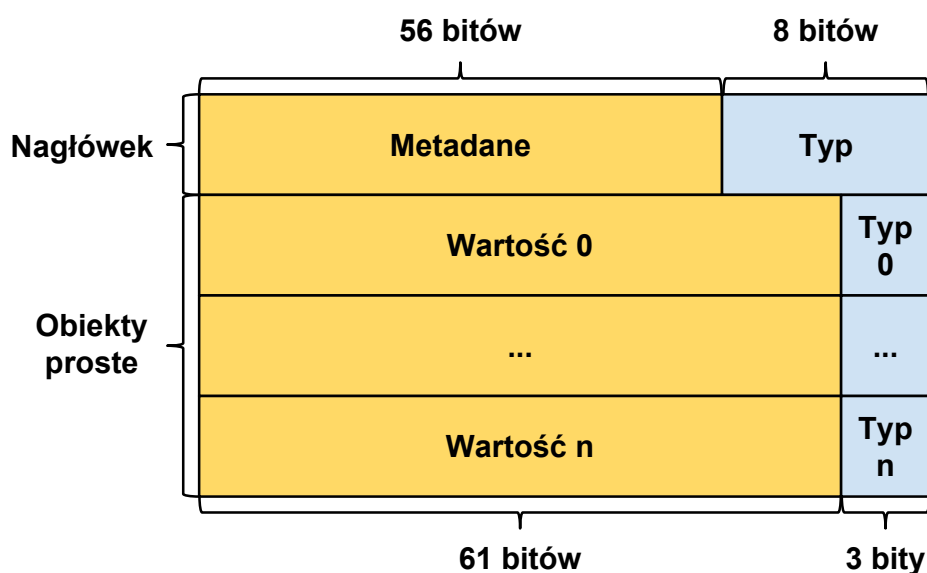 56 bitów 8 bitów
Nagłówek Metadane Typ
Wartość 0 Typ
0
Obiekty
proste
... ...
Wartość n Typ
n
61 bitów 3 bity